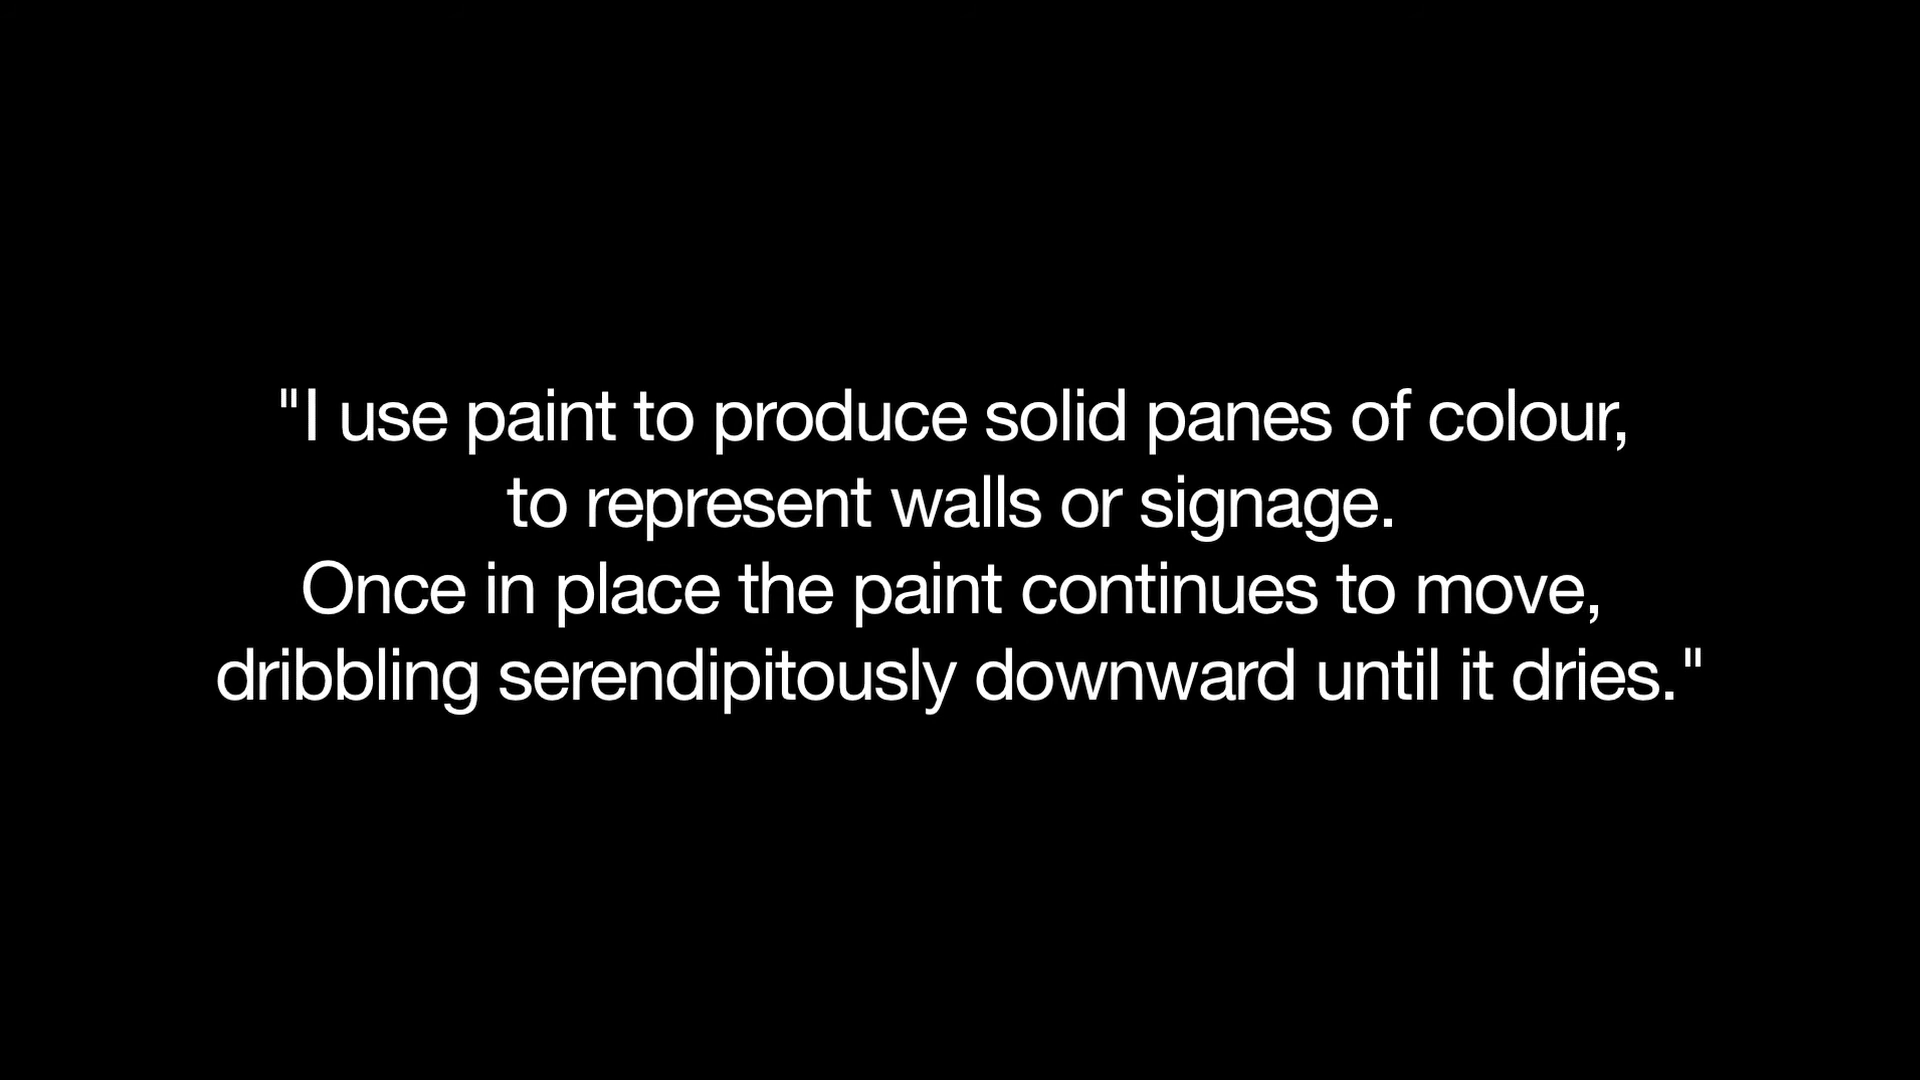 "I use paint to produce solid panes of colour,
to represent walls or signage.
Once in place the paint continues to move,
dribbling serendipitously downward until it dries."